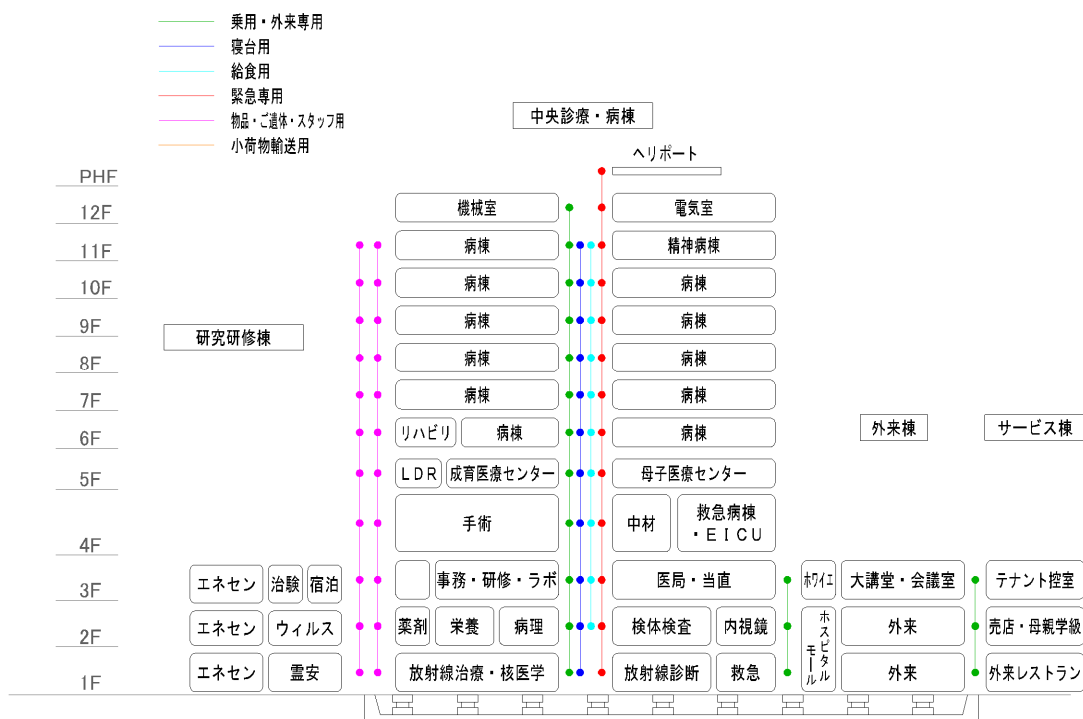 乗用・外来専用
寝台用
給食用
緊急専用
物品・ご遺体・スタッフ用
小荷物輸送用
中央診療・病棟
ヘリポート
PHF
12F 機械室 電気室
11F 病棟 精神病棟
10F 病棟 病棟
9F 病棟 病棟
研究研修棟
8F 病棟 病棟
7F 病棟 病棟
外来棟 サービス棟
6F リハビリ 病棟 病棟
5F LDR 成育医療センター 母子医療センター
4F 手術 中材 救急病棟
・EICU
3F エネセン 治験 宿泊 事務・研修・ラボ 医局・当直 ホワイエ 大講堂・会議室 テナント控室
2F エネセン ウィルス 薬剤 栄養 病理 検体検査 内視鏡 外来 売店・母親学級
ホスピタル
モール
1F エネセン 霊安 放射線治療・核医学 放射線診断 救急 外来 外来レストラン